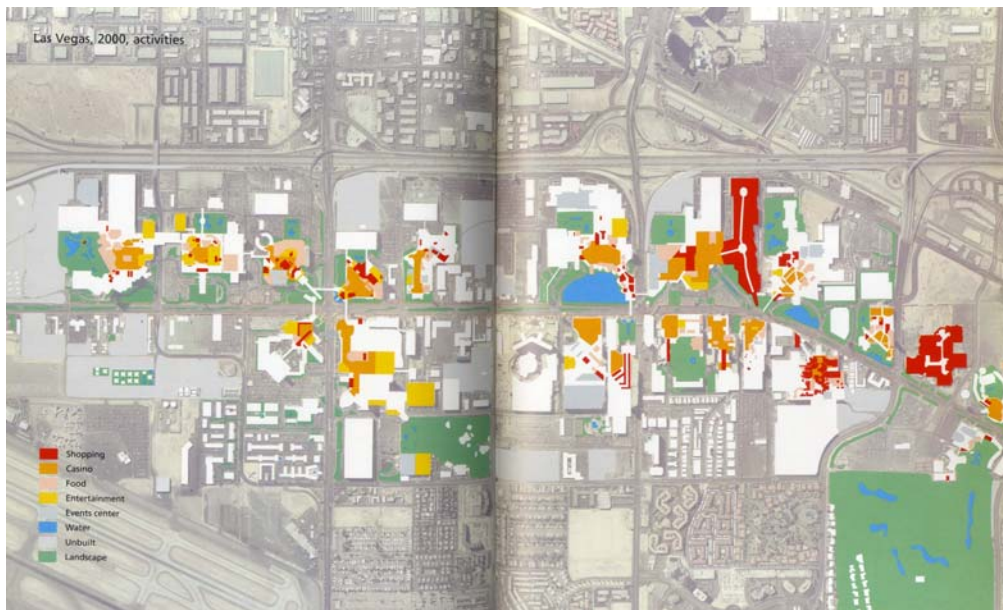 Las Vegas, 2000, activities
Shopping
Casino
Food
Entertainment
Events center
Water
Unbuilt
Landscape